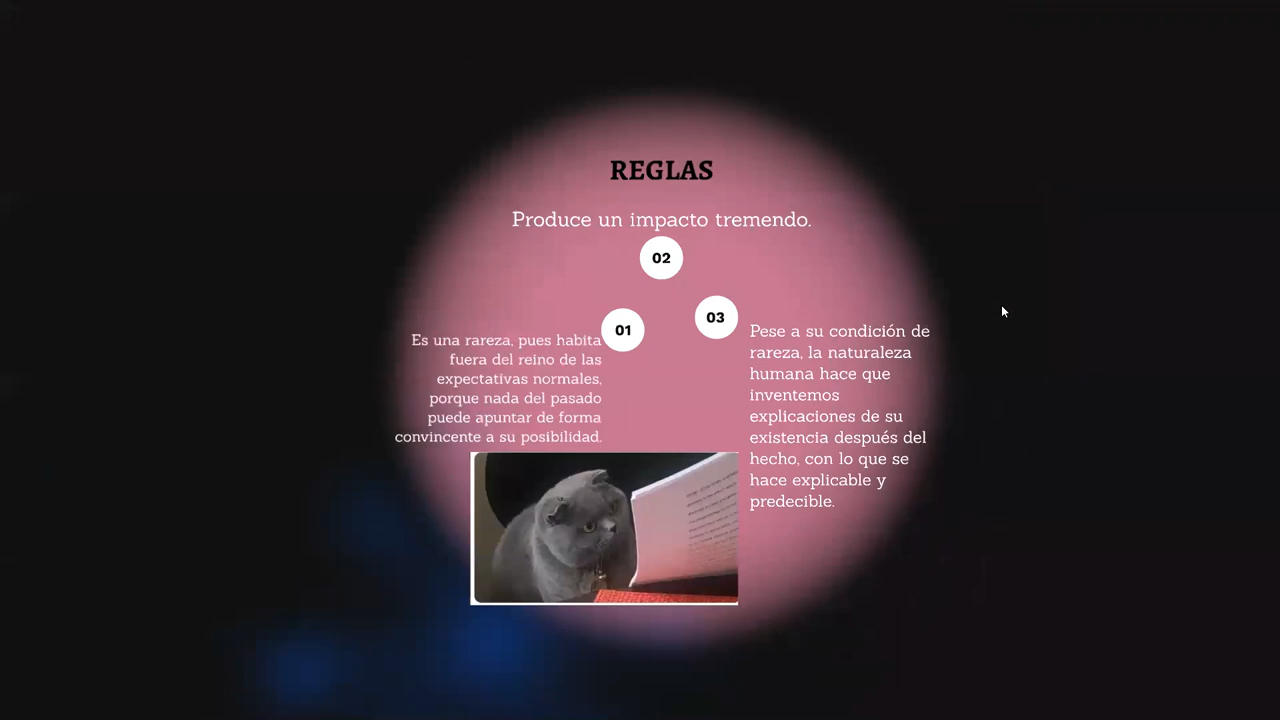 REGLAS
Produce un impacto tremendo.
02
01
Es una rareza, pues habita
fuera del reino de las
expectativas normales,
porque nada del pasado
puede apuntar de forma
convincente a su posibilidad.
03
Pese a su condición de
rareza, la naturaleza
humana hace que
inventemos
explicaciones de su
existencia después del
hecho, con lo que se
hace explicable y
predecible.